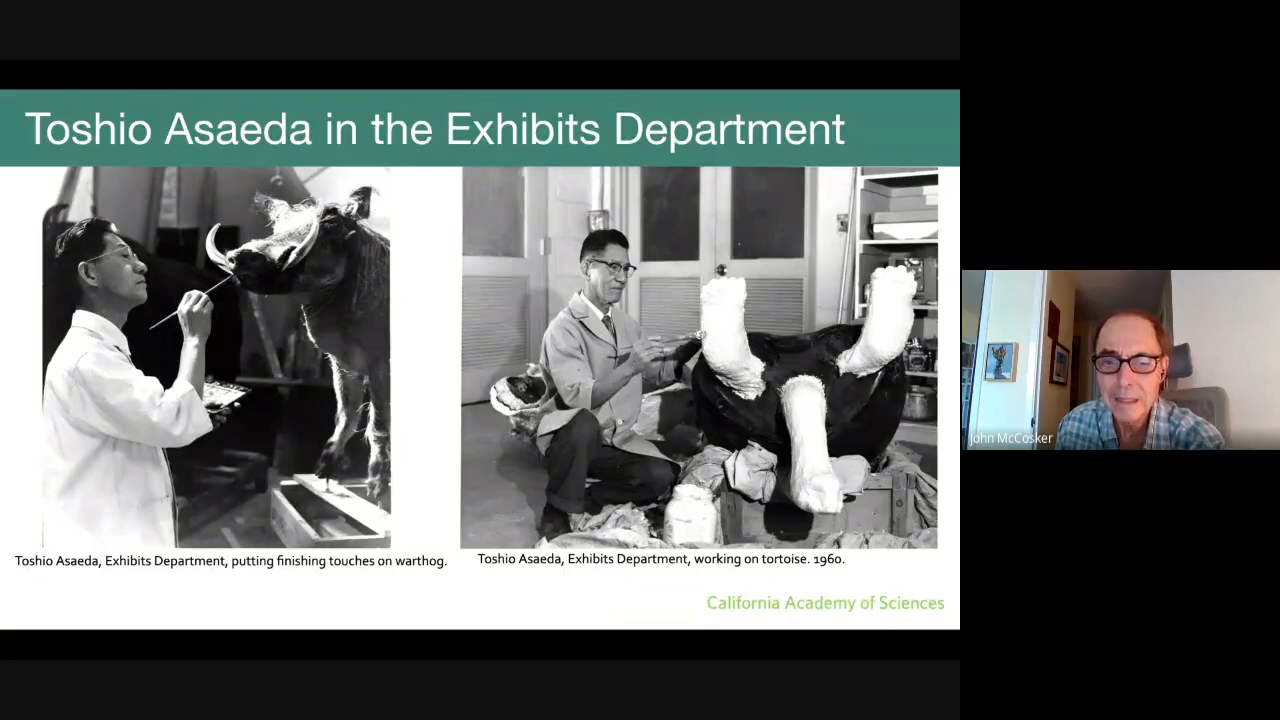 Toshio Asaeda in the Exhibits Department
Toshio Asaeda, Exhibits Department, putting finishing touches on warthog.
Toshio Asaeda, Exhibits Department, working on tortoise. 1960.
California Academy of Sciences
John McCosker